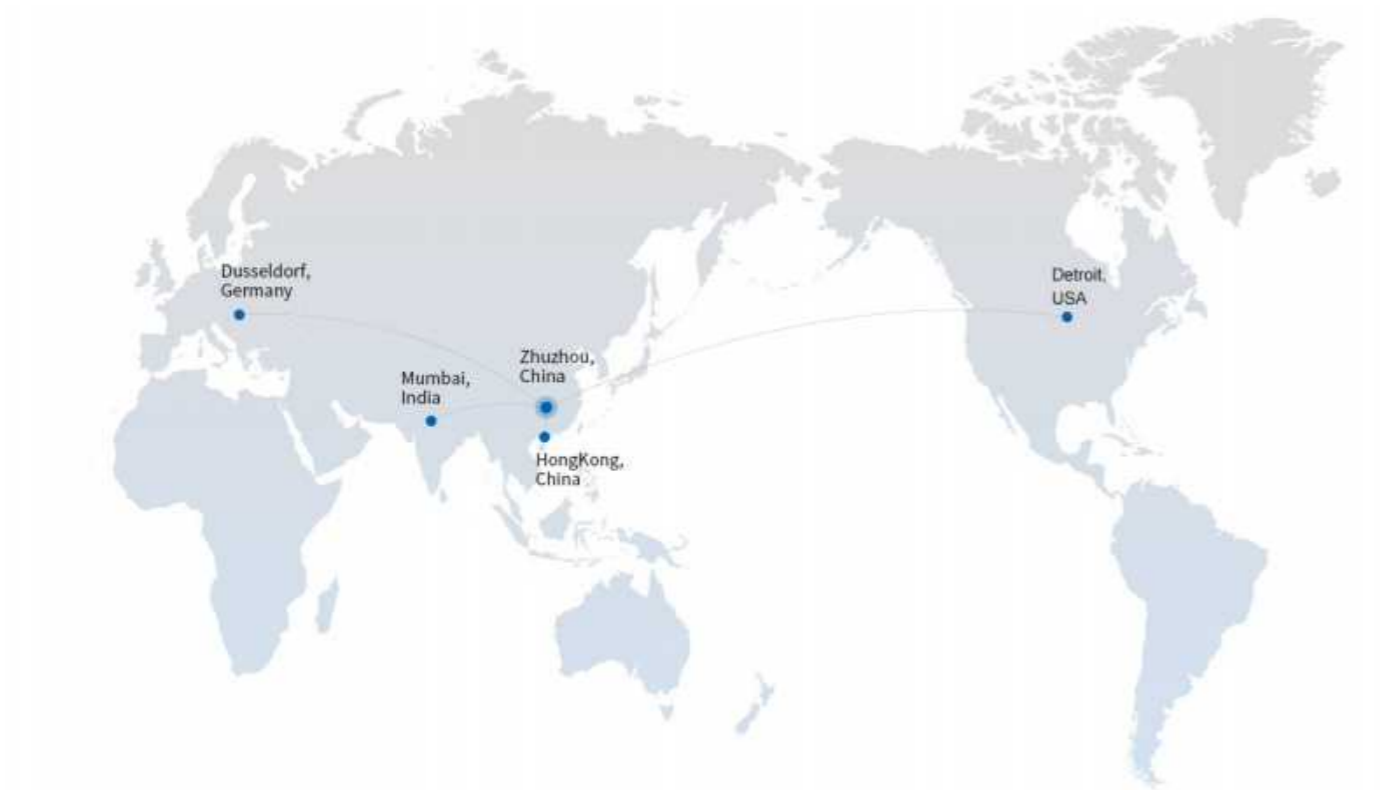 Dusseldorf,
Germany
Detroit,
USA
Zhuzhou,
China
Mumbai,
India
HongKong,
China